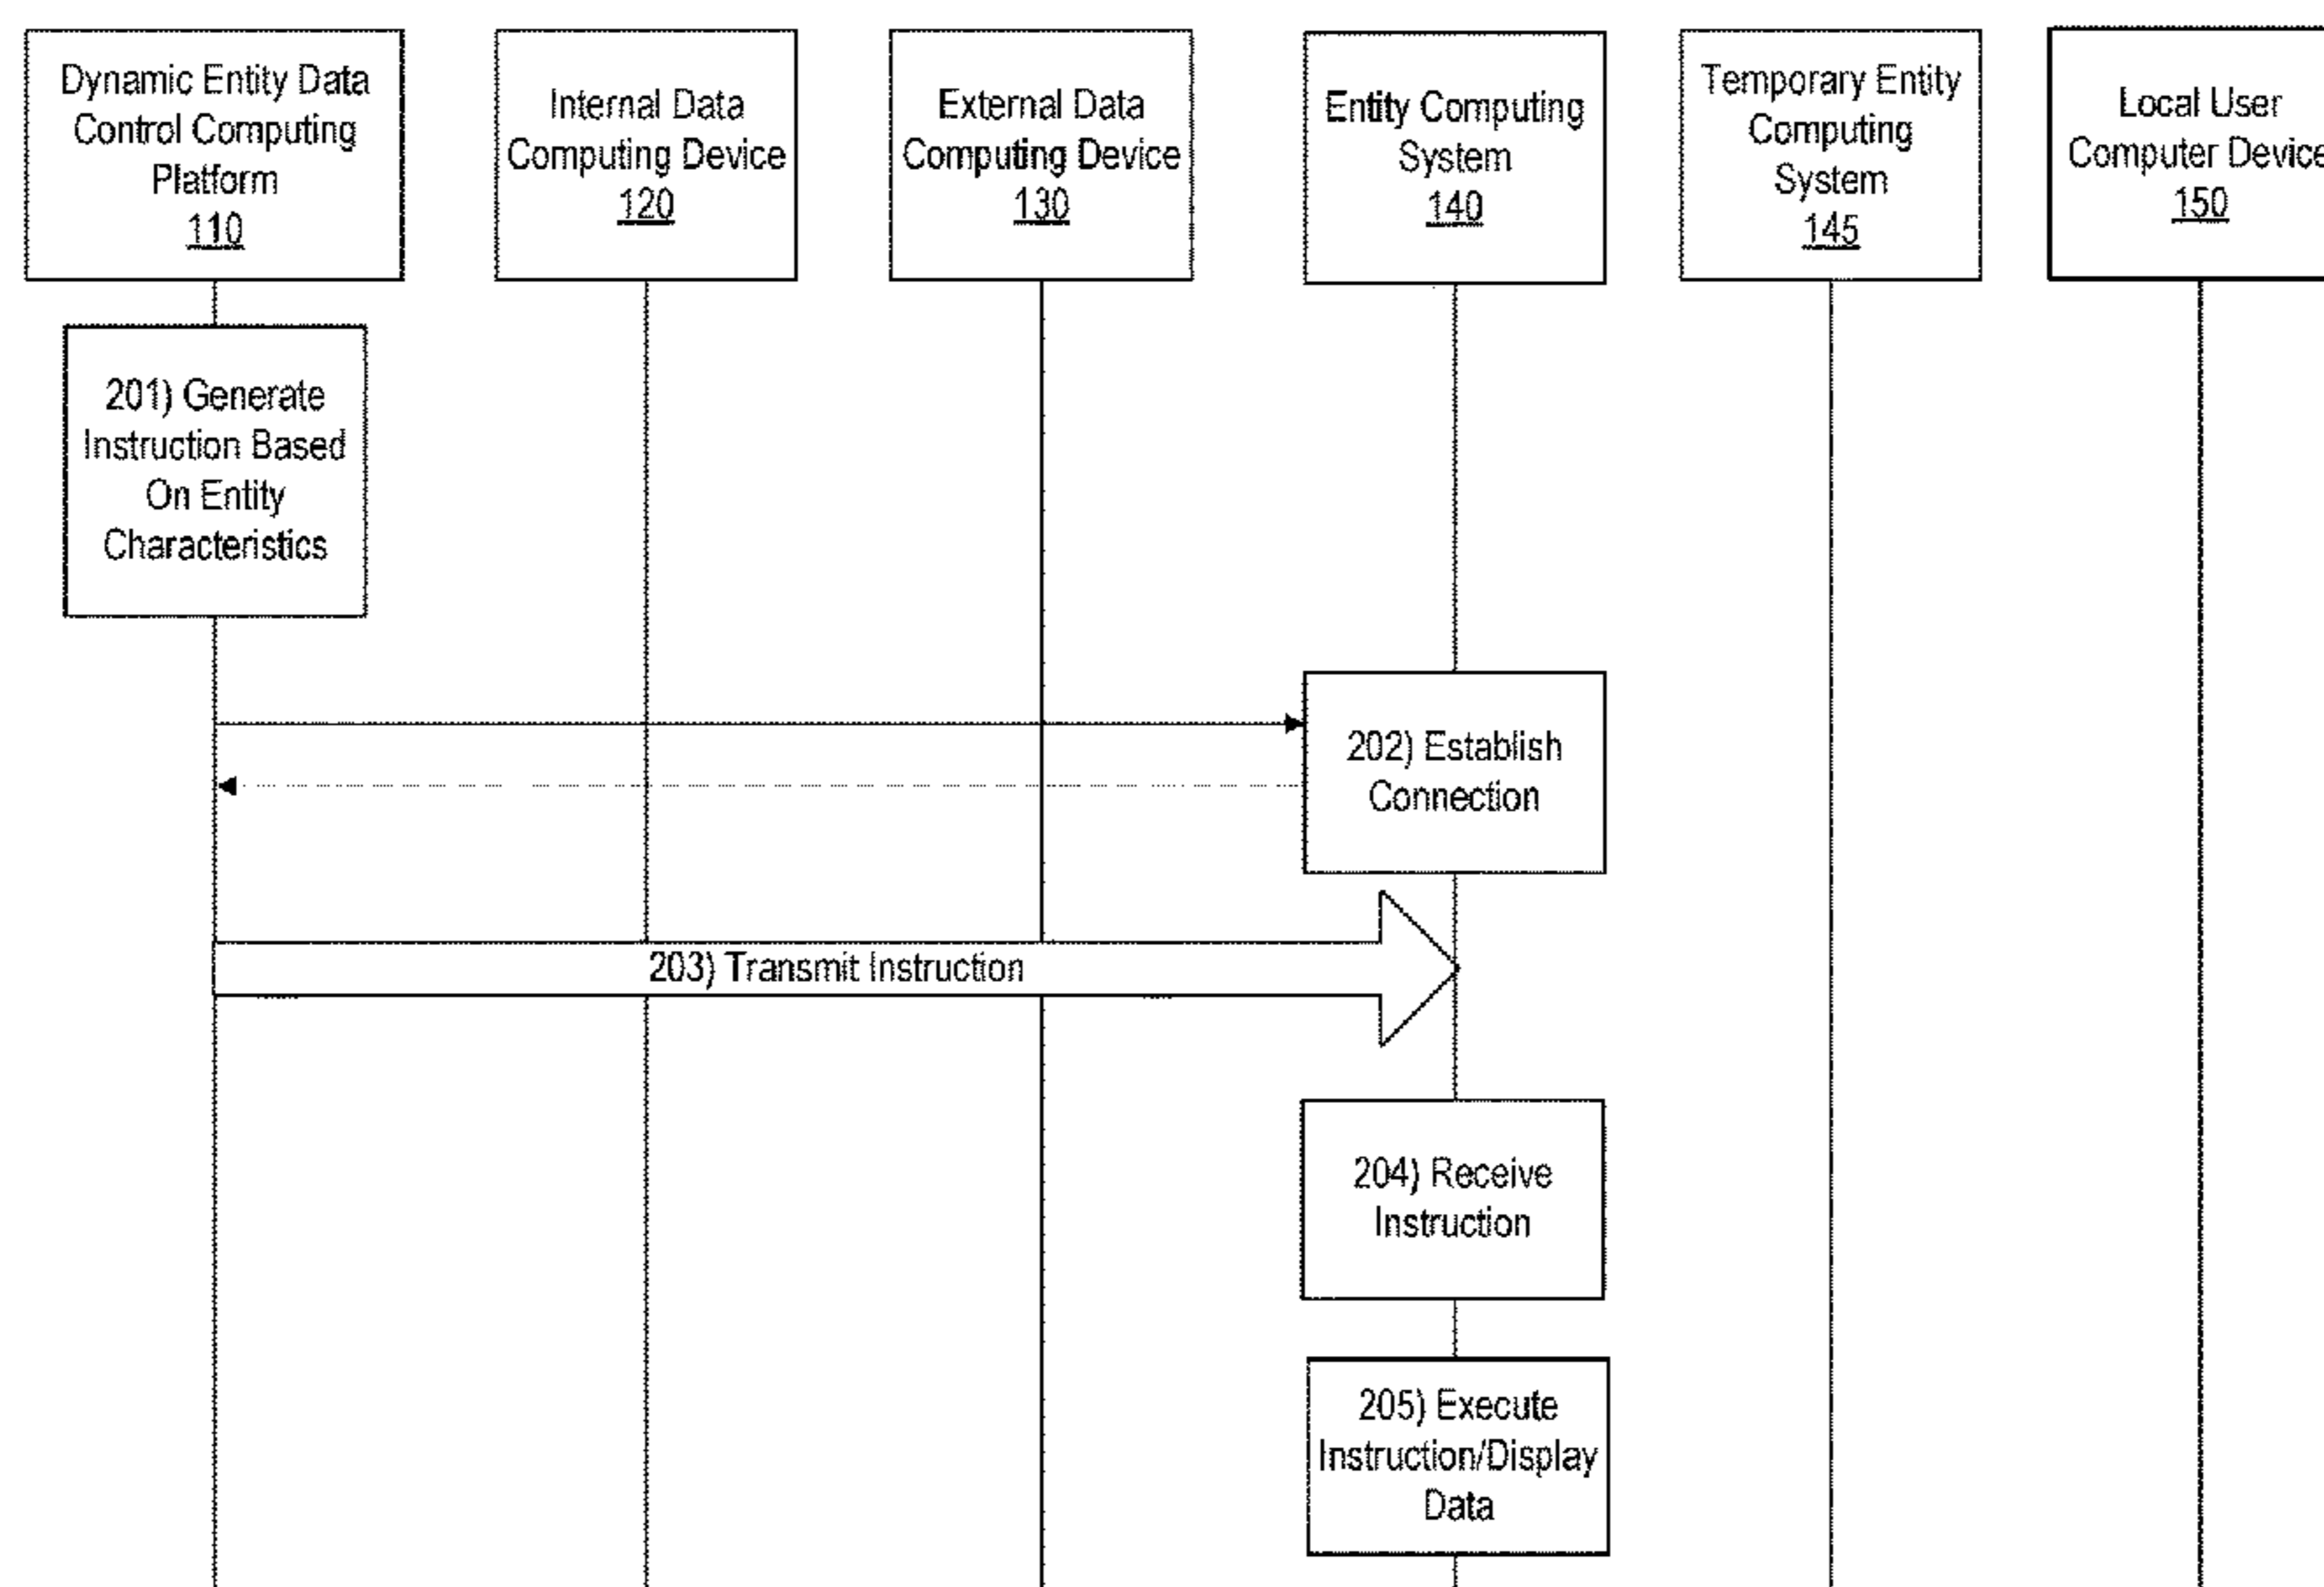 Dynamic Entity Data
Control Computing
Platform
110
Internal Data
Computing Device
120
External Data
Computing Device
130
Entity Computing
System
140
Temporary Entity
Computing
System
145
Local User
Computer Device
150
201) Generate
Instruction Based
On Entity
Characteristics
202) Establish
Connection
203) Transmit Instruction
204) Receive
Instruction
205) Execute
Instruction/Display
Data